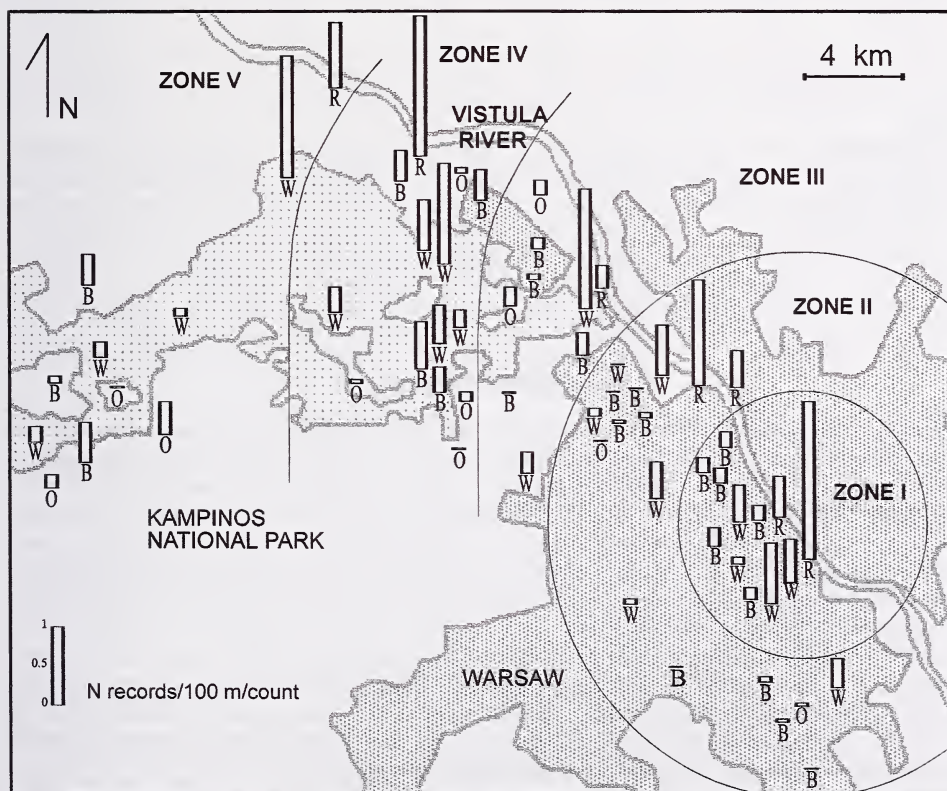 4 km
ZONE IV
ZONE V
N
R
VISTULA
RIVER
R
W
B
O
B
O
ZONE III
W
W
B
B
B
R
W
O
W
W
ZONE II
W
W
W
B
O
B
W
R
R
B
O
W
O
B
B
O
B
W
B
B
B
O
W
B
O
O
W
W
B
B
B
ZONE I
KAMPINOS
NATIONAL PARK
W
B
R
B
W
W
R
B
W
W
1
0.5
0
N records/100 m/count
WARSAW
B
B
W
O
B
B